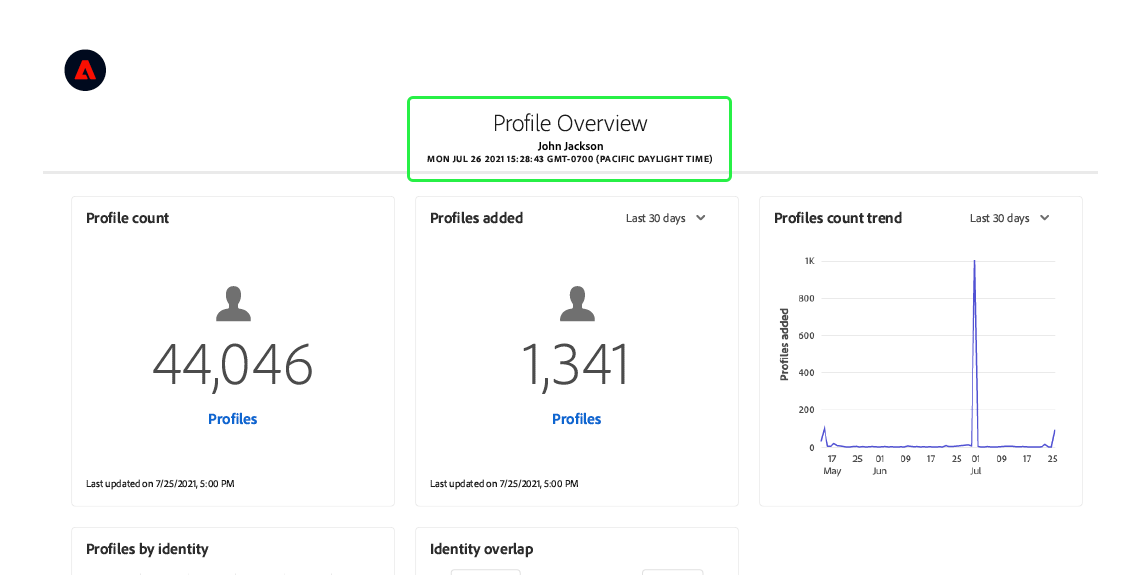 Profile Overview
John Jackson
MON JUL 26 2021 15:28:43 GMT-0700 (PACIFIC DAYLIGHT TIME)
Profile count
44,046
Profiles
Last updated on 7/25/2021, 5:00 PM
Profiles added
Last 30 days
1,341
Profiles
Last updated on 7/25/2021, 5:00 PM
Profiles count trend
Last 30 days
Profiles added
1K
800
600
400
200
0
17 25 01 09 17 25 01 09 17 25
May Jun Jul
Profiles by identity
Identity overlap